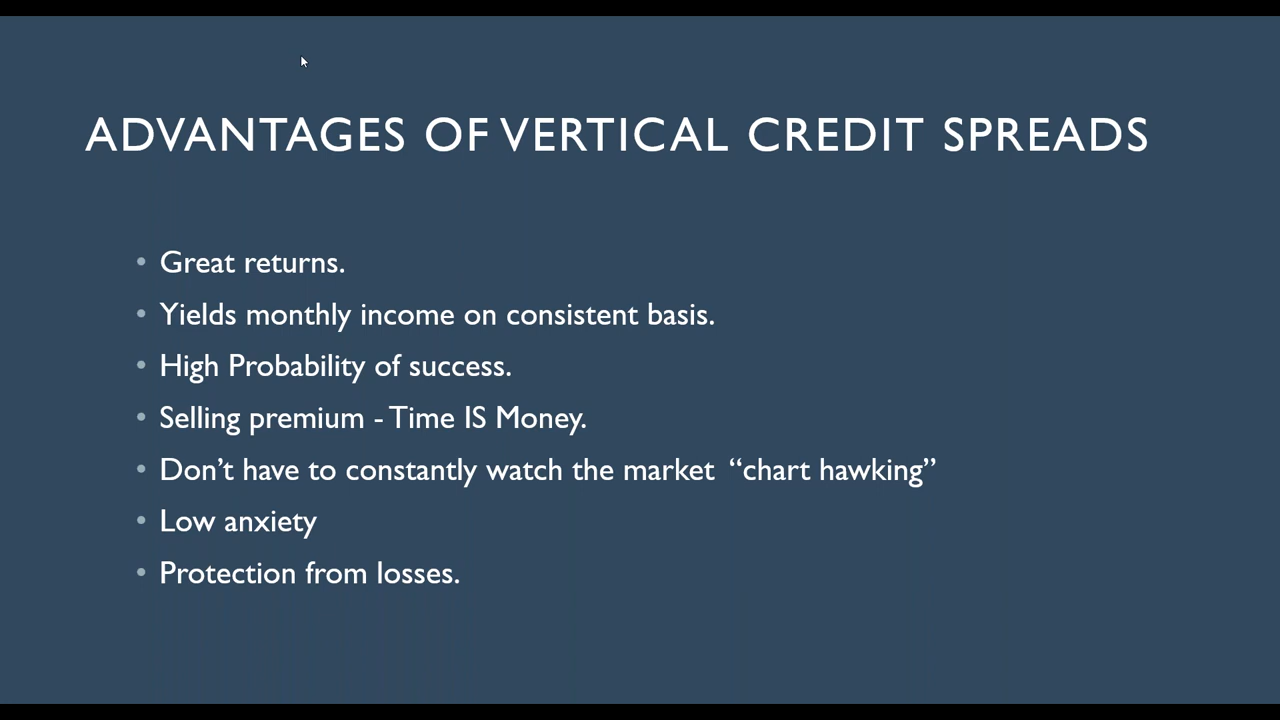 ADVANTAGES OF VERTICAL CREDIT SPREADS
• Great returns.
• Yields monthly income on consistent basis.
• High Probability of success.
• Selling premium - Time IS Money.
• Don’t have to constantly watch the market “chart hawking”
• Low anxiety
• Protection from losses.